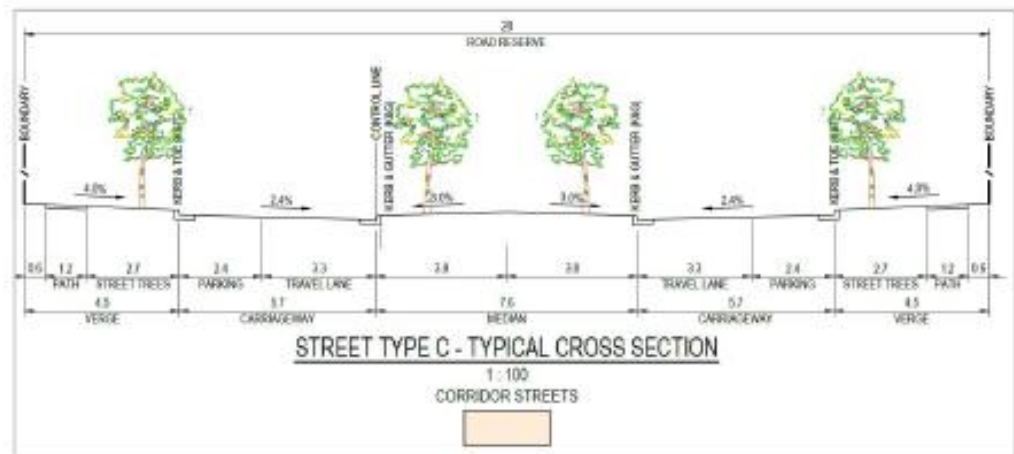 28
ROAD RESERVE
BOUNDARY
KERB & TOE (K&T)
CONTROL LINE
KERB & GUTTER (K&G)
KERB & GUTTER (K&G)
KERB & TOE (K&T)
BOUNDARY
4.0% 2.4% 3.0% 3.0% 2.4% 4.0%
0.6 1.2 2.7 2.4 3.3 3.8 3.8 3.3 2.4 2.7 1.2 0.6
PATH STREET TREES PARKING TRAVEL LANE TRAVEL LANE PARKING STREET TREES PATH
4.5 5.7 7.6 5.7 4.5
VERGE CARRIAGEWAY MEDIAN CARRIAGEWAY VERGE
STREET TYPE C - TYPICAL CROSS SECTION
1 : 100
CORRIDOR STREETS